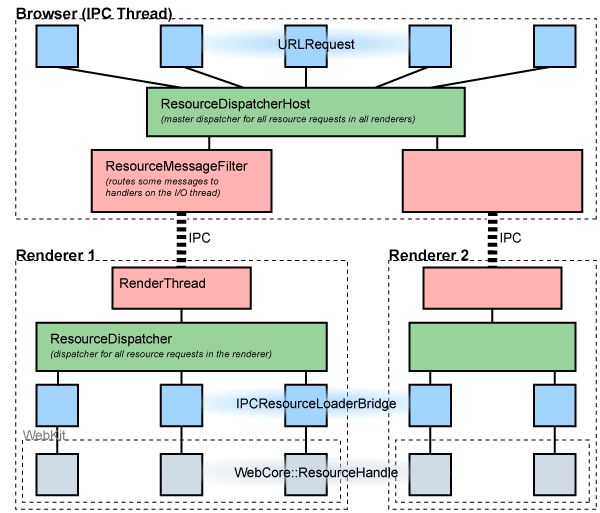 Browser (IPC Thread)
URLRequest
ResourceDispatcherHost
(master dispatcher for all resource requests in all renderers)
ResourceMessageFilter
(routes some messages to
handlers on the I/O thread)
IPC
IPC
Renderer 1
Renderer 2
RenderThread
ResourceDispatcher
(dispatcher for all resource requests in the renderer)
IPCResourceLoaderBridge
WebKit
WebCore::ResourceHandle